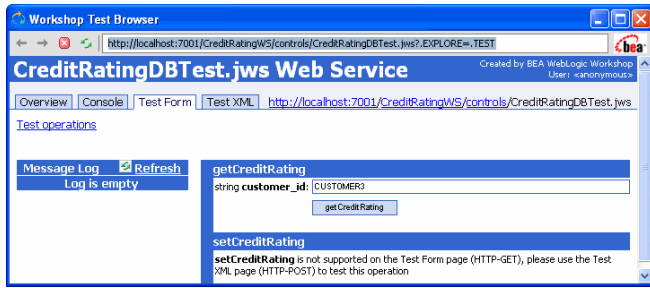 Workshop Test Browser
http://localhost:7001/CreditRatingWS/controls/CreditRatingDBTest.jws?.EXPLORE=.TEST
bea
CreditRatingDBTest.jws Web Service
Created by BEA WebLogic Workshop
User: <anonymous>
Overview Console Test Form Test XML http://localhost:7001/CreditRatingWS/controls/CreditRatingDBTest.jws
Test operations
Message Log Refresh
Log is empty
getCreditRating
string customer_id: CUSTOMER3
getCreditRating
setCreditRating
setCreditRating is not supported on the Test Form page (HTTP-GET), please use the Test
XML page (HTTP-POST) to test this operation